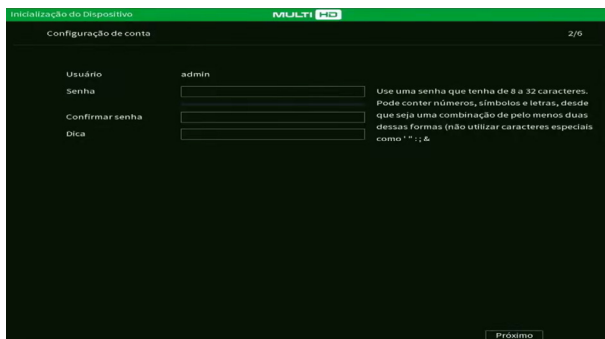 Inicialização do Dispositivo
MULTI HD
Configuração de conta
2/6
Usuário
admin
Senha
Confirmar senha
Dica
Use uma senha que tenha de 8 a 32 caracteres.
Pode conter números, símbolos e letras, desde
que seja uma combinação de pelo menos duas
dessas formas (não utilizar caracteres especiais
como ' " : ; &
Próximo